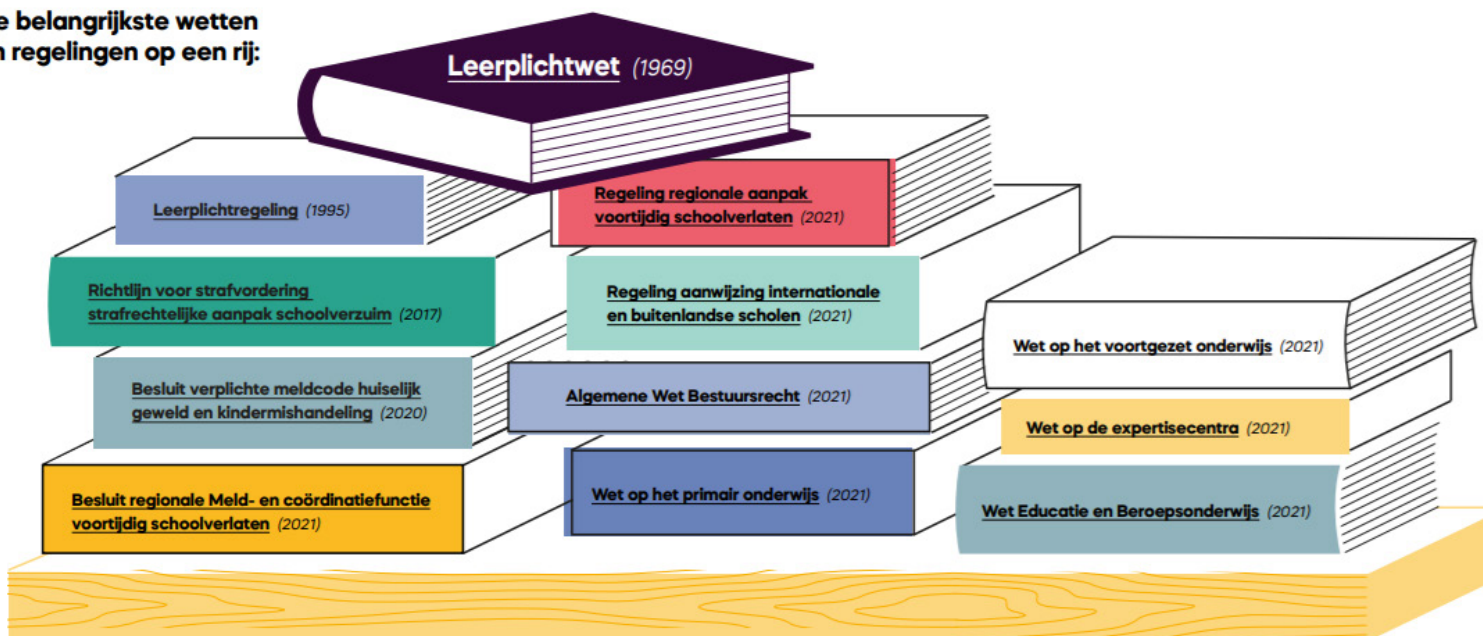 e belangrijkste wetten
n regelingen op een rij:
Leerplichtwet (1969)
Leerplichtregeling (1995)
Regeling regionale aanpak
voortijdig schoolverlaten (2021)
Richtlijn voor strafvordering
strafrechtelijke aanpak schoolverzuim (2017)
Regeling aanwijzing internationale
en buitenlandse scholen (2021)
Wet op het voortgezet onderwijs (2021)
Besluit verplichte meldcode huiselijk
geweld en kindermishandeling (2020)
Algemene Wet Bestuursrecht (2021)
Wet op de expertisecentra (2021)
Besluit regionale Meld- en coördinatiefunctie
voortijdig schoolverlaten (2021)
Wet op het primair onderwijs (2021)
Wet Educatie en Beroepsonderwijs (2021)